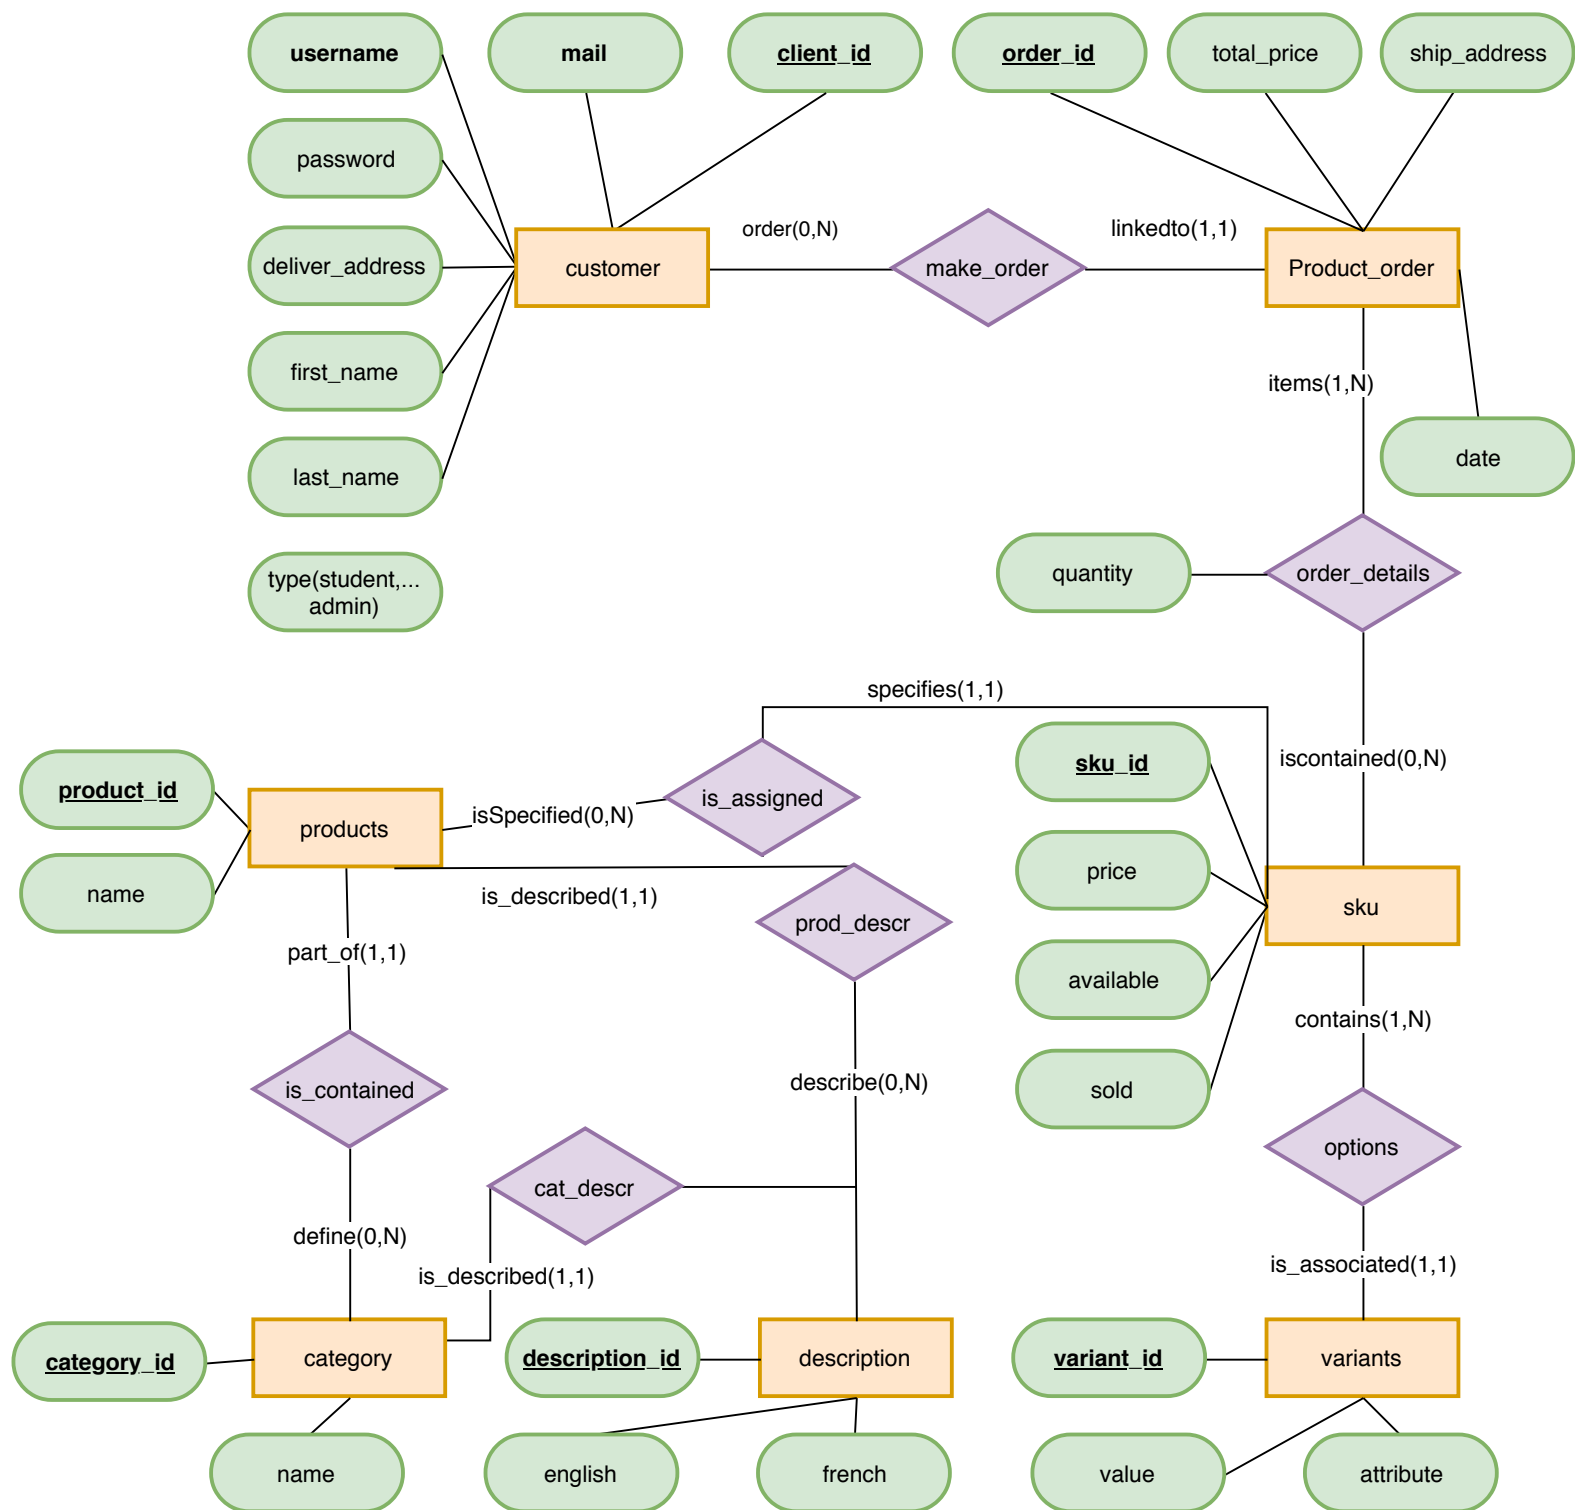 username
mail
client_id
order_id
total_price
ship_address
password
order(0,N)
linkedto(1,1)
deliver_address
customer
make_order
Product_order
first_name
items(1,N)
last_name
date
type(student,...
admin)
quantity
order_details
specifies(1,1)
product_id
sku_id
iscontained(0,N)
is_assigned
isSpecified(0,N)
products
price
name
is_described(1,1)
sku
prod_descr
part_of(1,1)
available
contains(1,N)
is_contained
describe(0,N)
sold
options
cat_descr
define(0,N)
is_described(1,1)
is_associated(1,1)
category_id
category
description_id
description
variant_id
variants
name
english
french
value
attribute